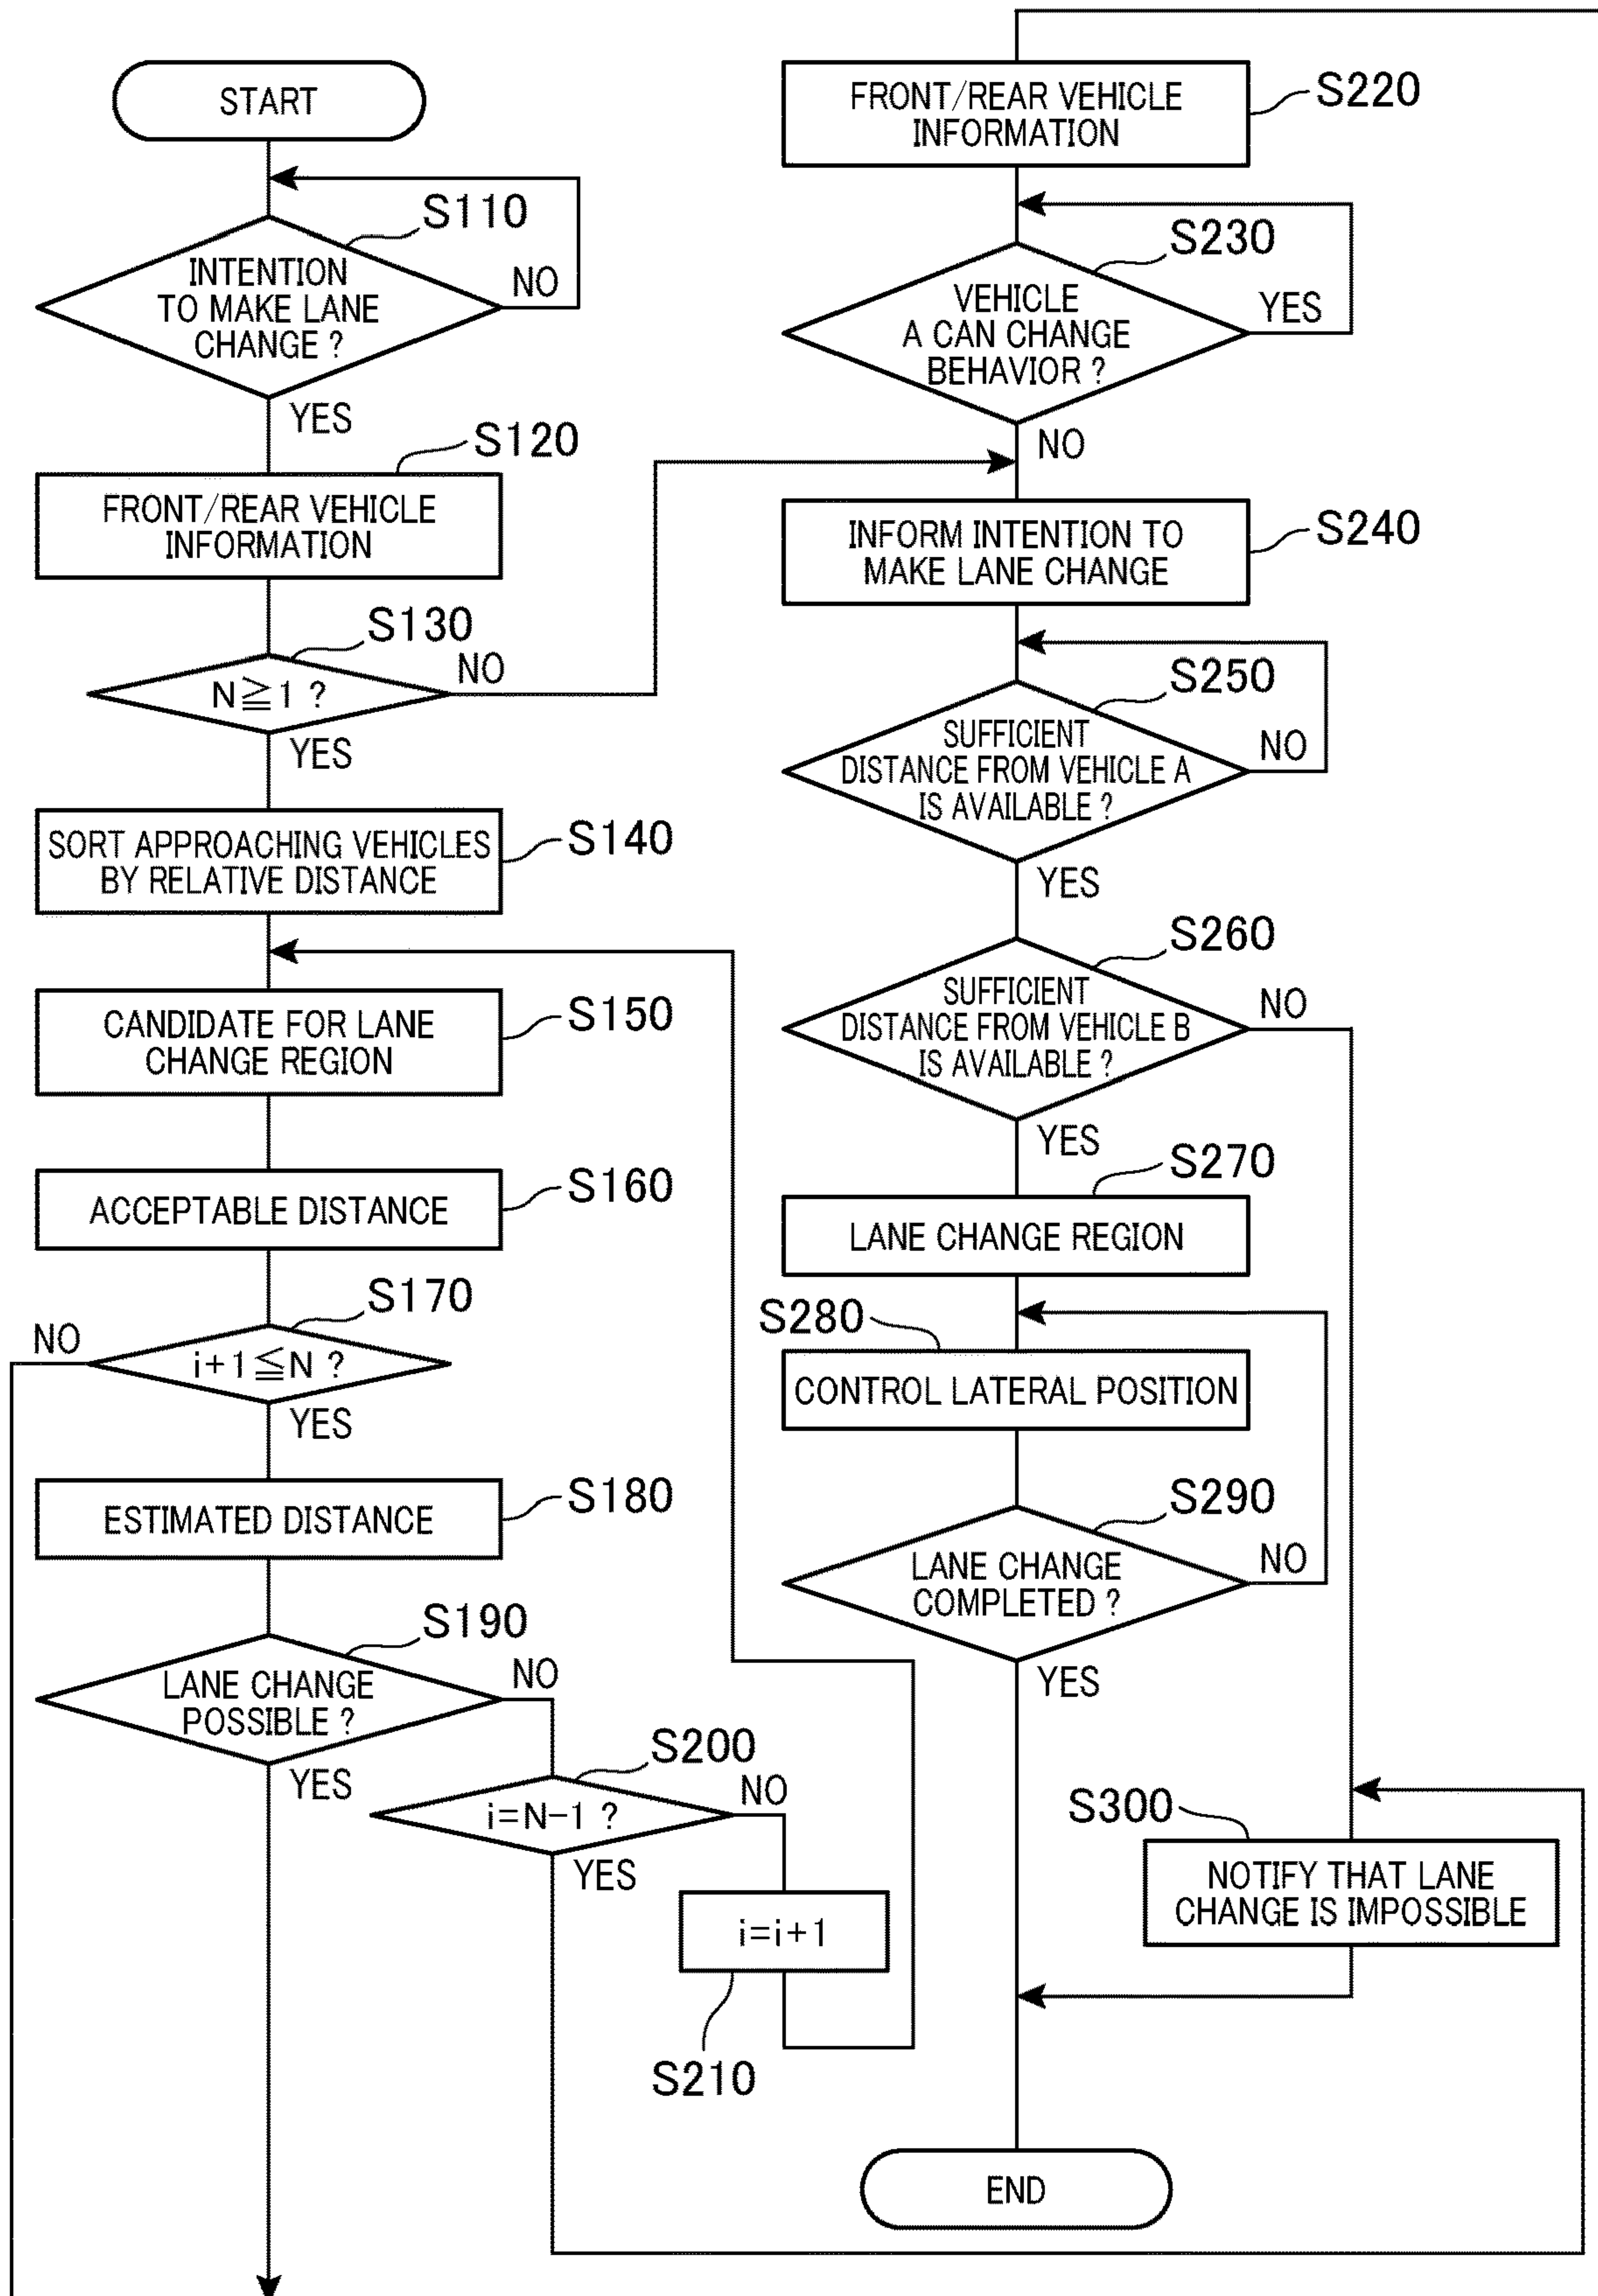 START
S110
INTENTION
TO MAKE LANE
CHANGE ?
NO
YES
S120
FRONT/REAR VEHICLE
INFORMATION
S130
N≧1 ?
NO
YES
SORT APPROACHING VEHICLES
BY RELATIVE DISTANCE
S140
CANDIDATE FOR LANE
CHANGE REGION
S150
ACCEPTABLE DISTANCE
S160
S170
NO
i+1≦N ?
YES
ESTIMATED DISTANCE
S180
S190
LANE CHANGE
POSSIBLE ?
NO
YES
S200
i=N-1 ?
NO
YES
i=i+1
S210
FRONT/REAR VEHICLE
INFORMATION
S220
S230
VEHICLE
A CAN CHANGE
BEHAVIOR ?
YES
NO
INFORM INTENTION TO
MAKE LANE CHANGE
S240
S250
SUFFICIENT
DISTANCE FROM VEHICLE A
IS AVAILABLE ?
NO
YES
S260
SUFFICIENT
DISTANCE FROM VEHICLE B
IS AVAILABLE ?
NO
YES
S270
LANE CHANGE REGION
S280
CONTROL LATERAL POSITION
S290
LANE CHANGE
COMPLETED ?
NO
YES
S300
NOTIFY THAT LANE
CHANGE IS IMPOSSIBLE
END